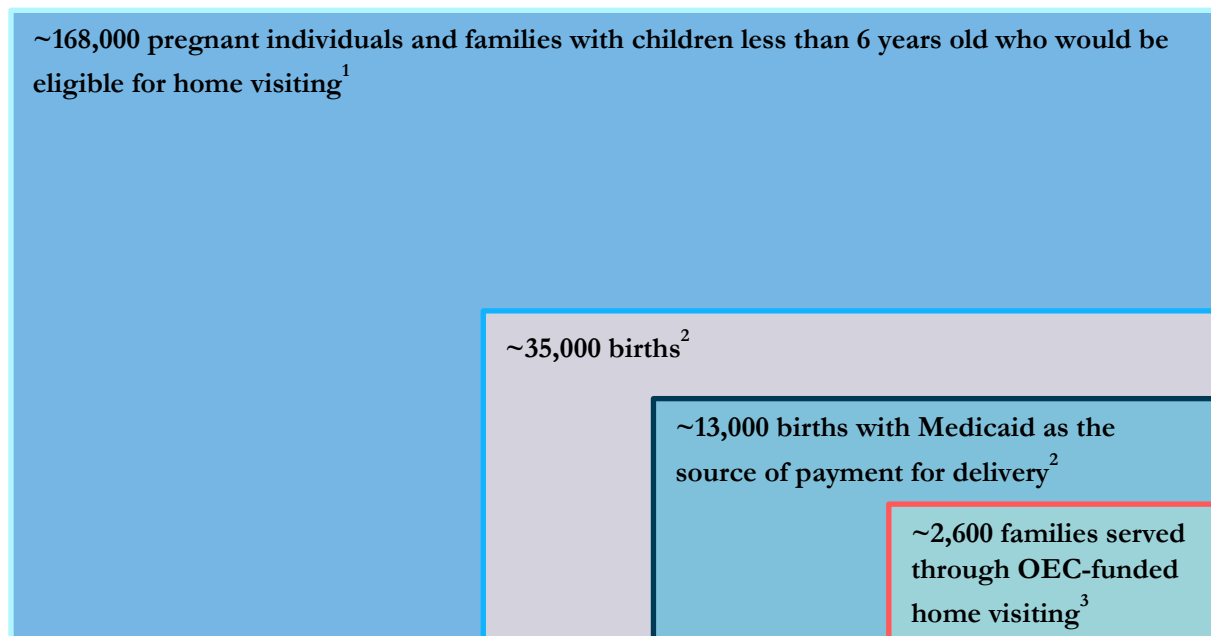 ~168,000 pregnant individuals and families with children less than 6 years old who would be
eligible for home visiting¹
~35,000 births²
~13,000 births with Medicaid as the
source of payment for delivery²
~2,600 families served
through OEC-funded
home visiting³